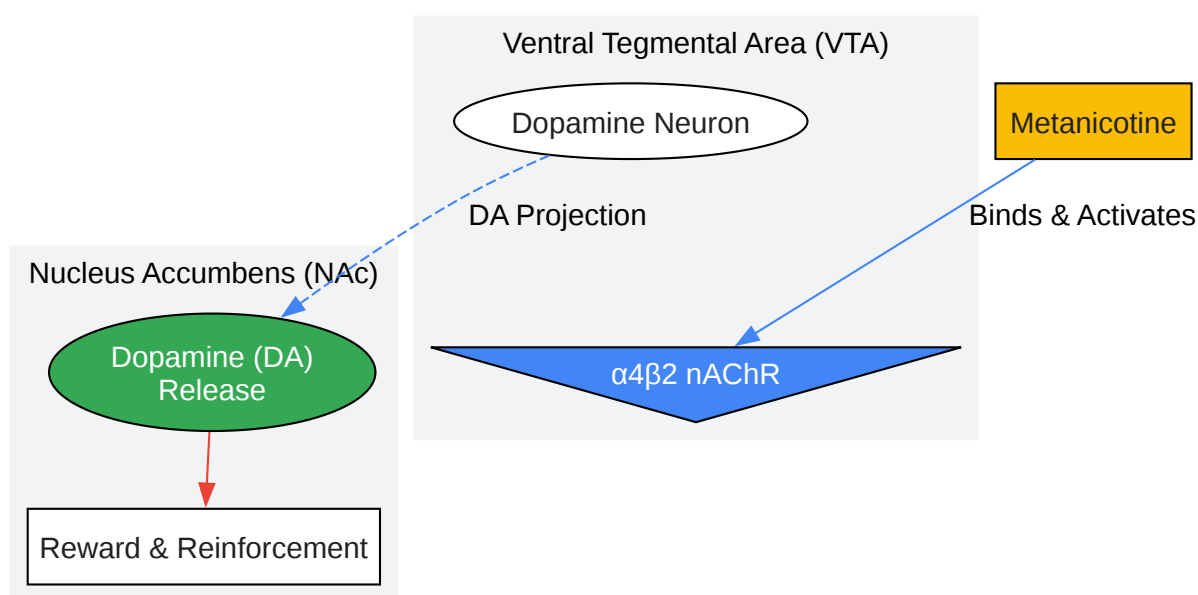 Ventral Tegmental Area (VTA)
Dopamine Neuron
Metanicotine
DA Projection
Binds & Activates
Nucleus Accumbens (NAc)
Dopamine (DA)
Release
α4β2 nAChR
Reward & Reinforcement